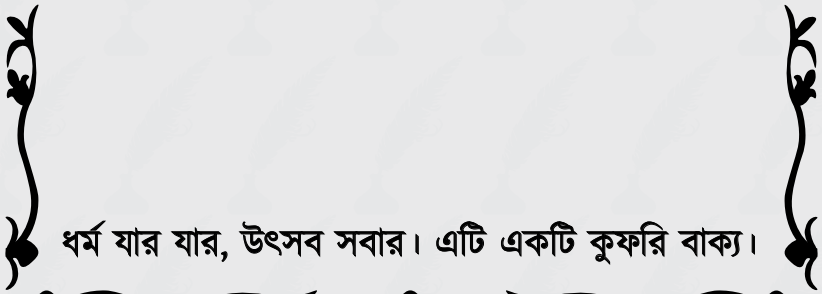 ধর্ম যার যার, উৎসব সবার। এটি একটি কুফরি বাক্য।